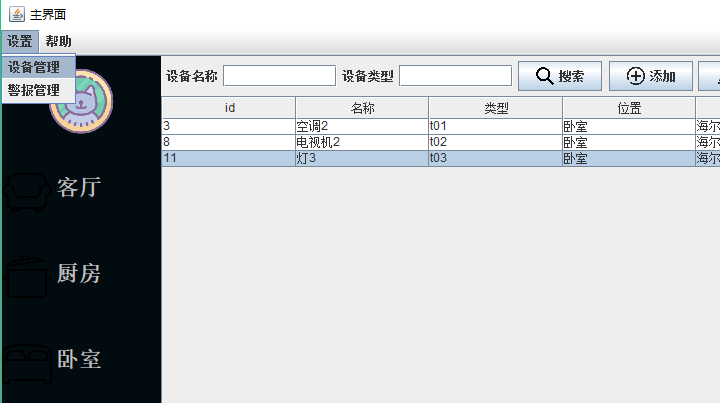 主界面
设置 帮助
设备管理
警报管理
设备名称 设备类型 搜索 添加
id 名称 类型 位置
3 空调2 t01 卧室 海尔
8 电视机2 t02 卧室 海尔
11 灯3 t03 卧室 海尔
客厅
厨房
卧室